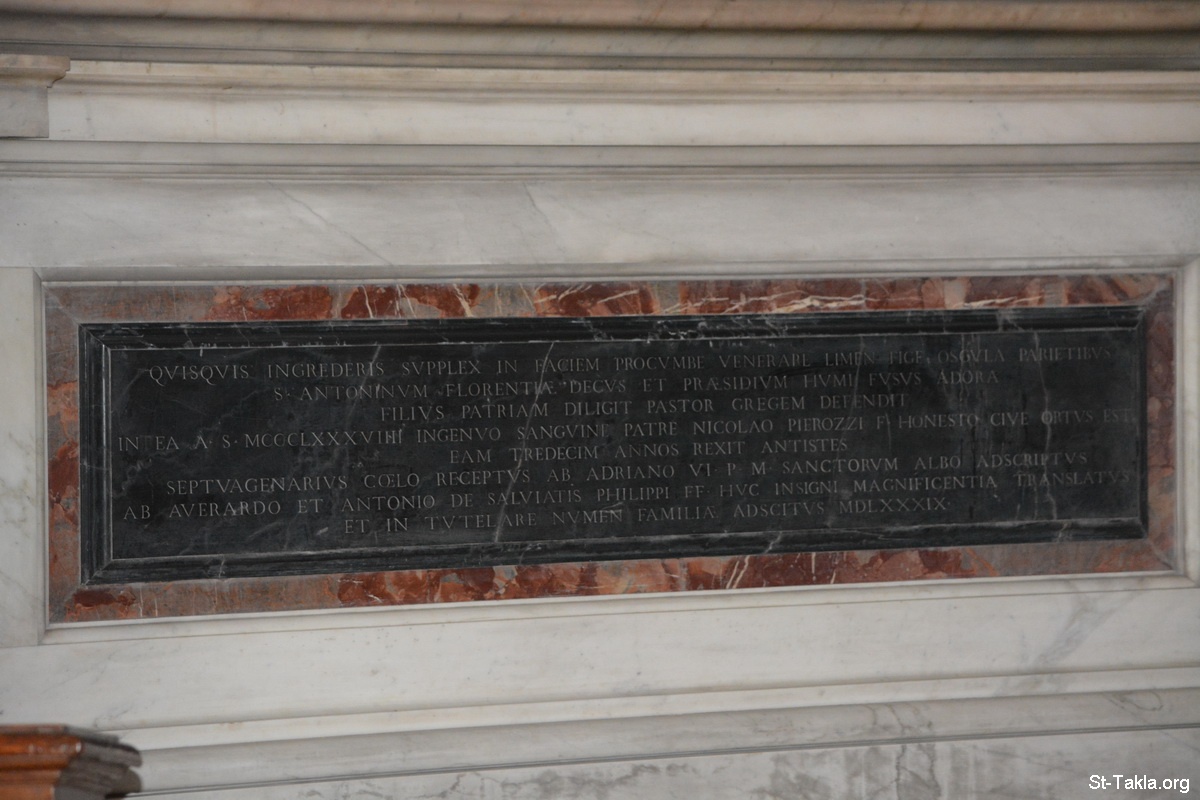 QVISQVIS INGREDERIS SVPPLEX IN FACIEM PROCVMBE VENERARE LIMEN FIGE OSCVLA PARIETIBVS
S· ANTONINVM FLORENTIÆ DECVS ET PRÆSIDIVM HVMI FVSVS ADORA
FILIVS PATRIAM DILIGIT PASTOR GREGEM DEFENDIT
IN EA A· S· MCCCLXXXVIIII INGENVO SANGVINE PATRE NICOLAO PIEROZZI F· HONESTO CIVE ORTVS EST
EAM TREDECIM ANNOS REXIT ANTISTES
SEPTVAGENARIVS CŒLO RECEPTVS AB ADRIANO VI· P· M· SANCTORVM ALBO ADSCRIPTVS
AB AVERARDO ET ANTONIO DE SALVIATIS PHILIPPI FF· HVC INSIGNI MAGNIFICENTIA TRANSLATVS
ET IN TVTELARE NVMEN FAMILIÆ ADSCITVS MDLXXXIX·
St-Takla.org